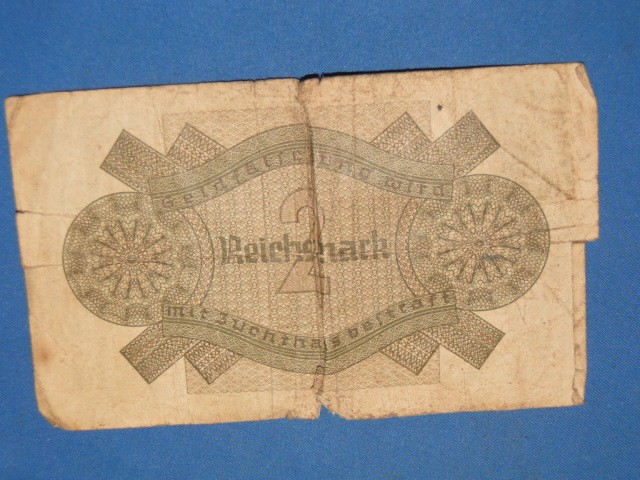 Geldfälschung wird
2
Reichsmark
mit Zuchthaus bestraft